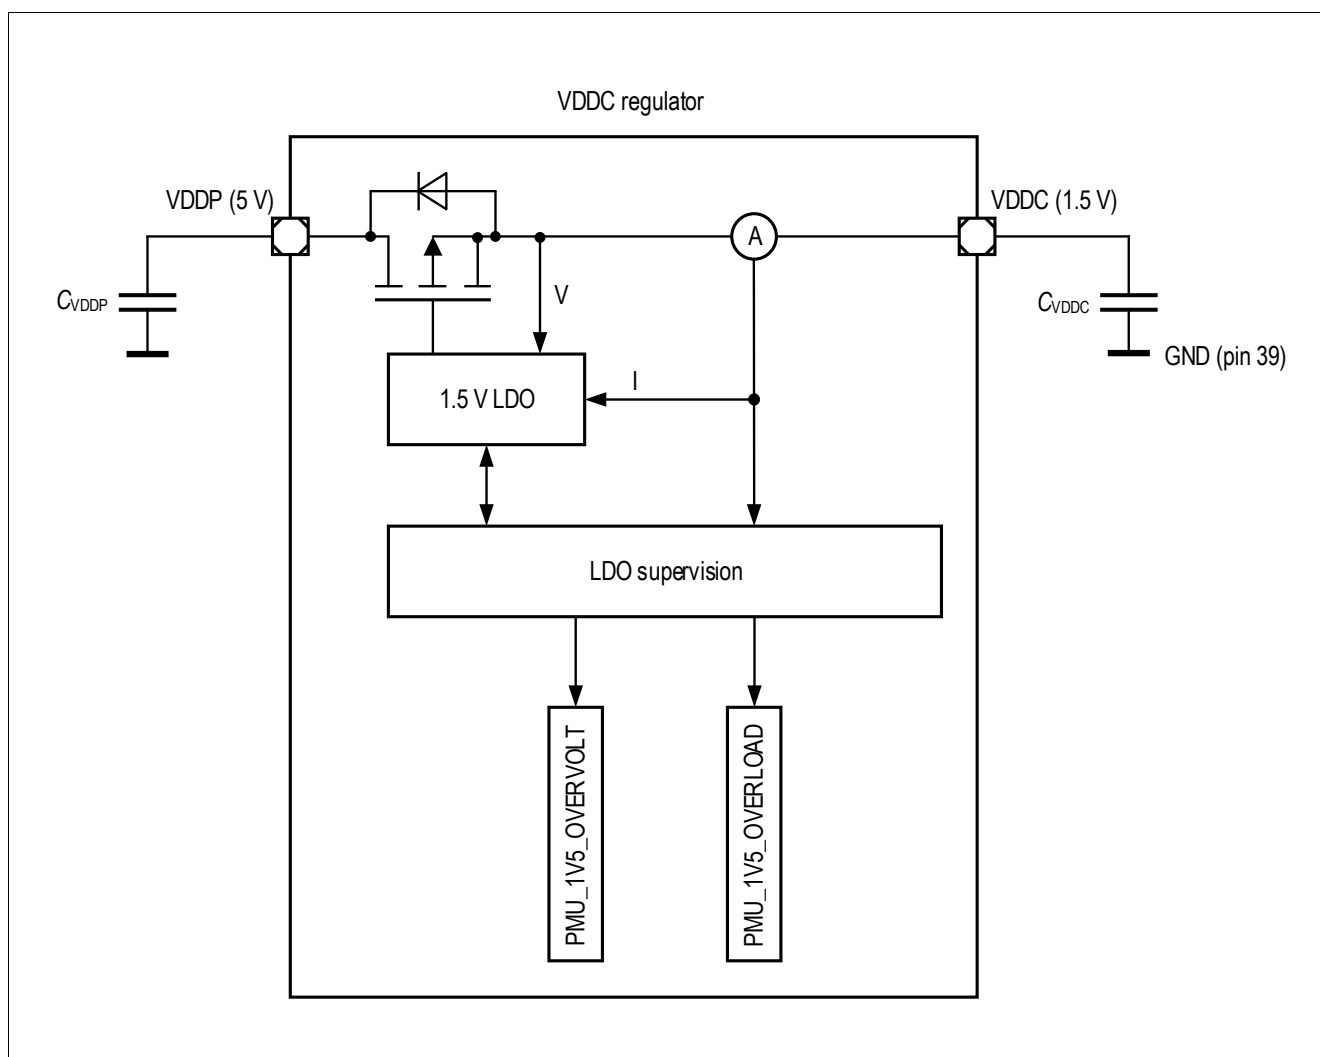 VDDC regulator
VDDP (5 V)
VDDC (1.5 V)
A
CVDDP
V
CVDDC
GND (pin 39)
I
1.5 V LDO
LDO supervision
PMU_1V5_OVERVOLT
PMU_1V5_OVERLOAD